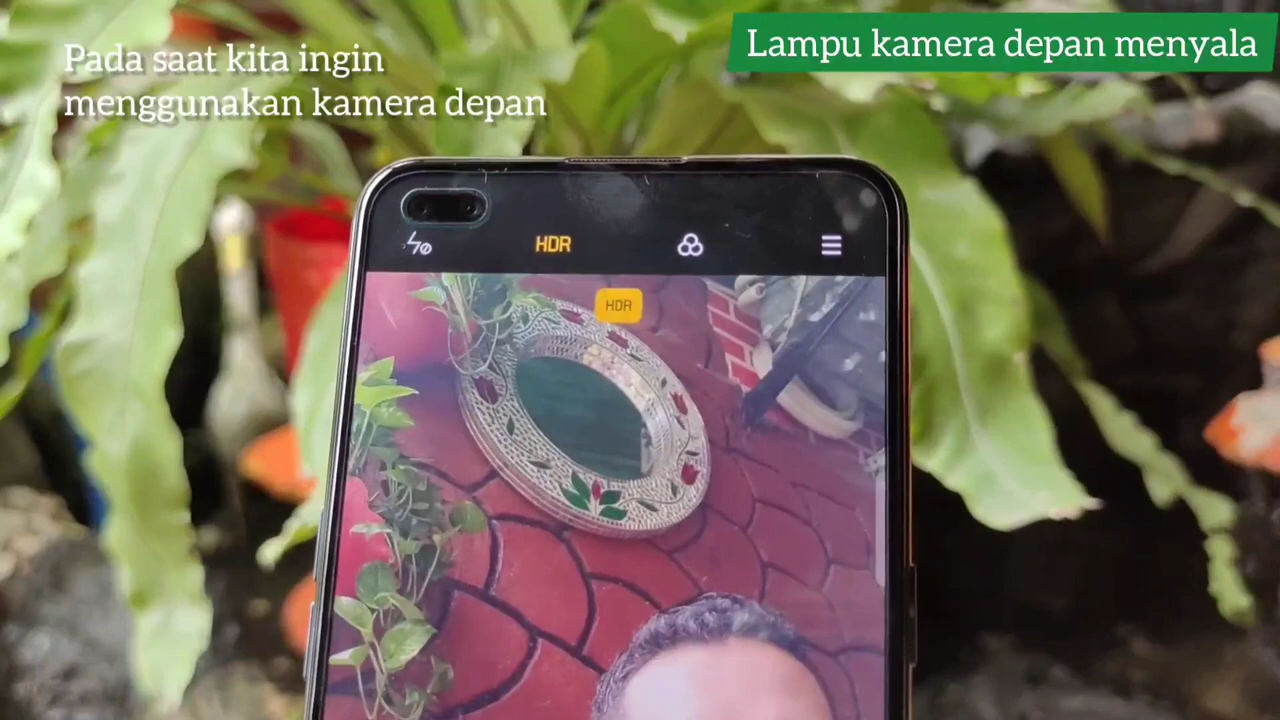 Pada saat kita ingin
menggunakan kamera depan
Lampu kamera depan menyala
HDR
HDR